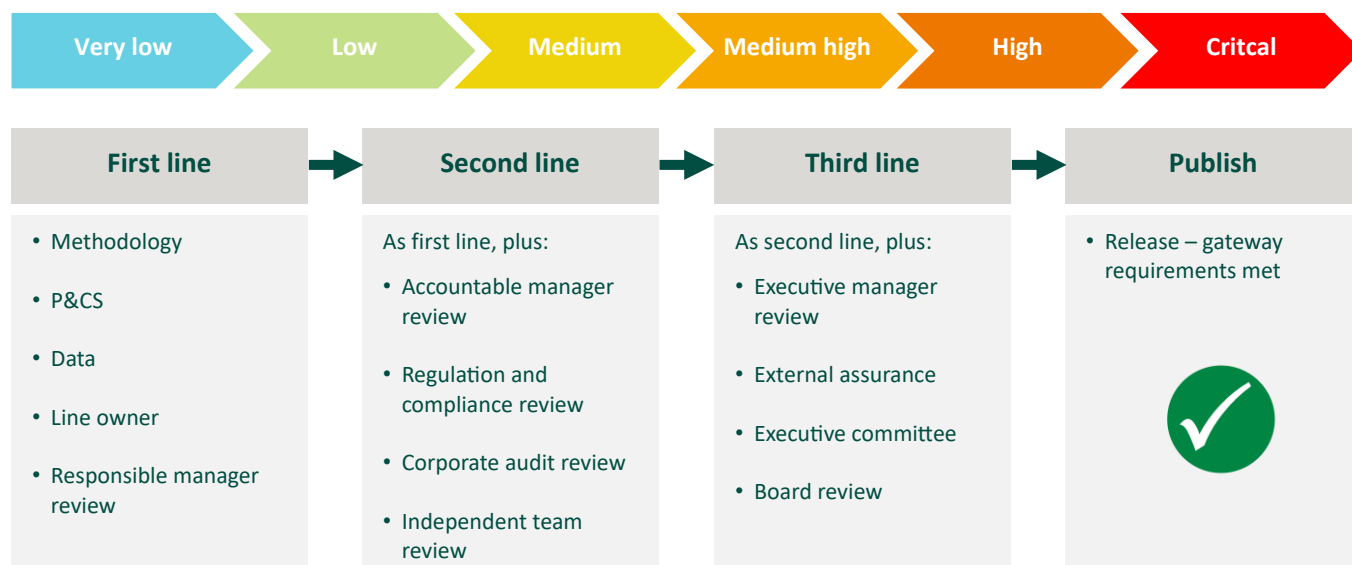 Very low
Low
Medium
Medium high
High
Critcal
First line
Second line
Third line
Publish
• Methodology
• P&CS
• Data
• Line owner
• Responsible manager
review
As first line, plus:
• Accountable manager
review
• Regulation and
compliance review
• Corporate audit review
• Independent team
review
As second line, plus:
• Executive manager
review
• External assurance
• Executive committee
• Board review
• Release – gateway
requirements met